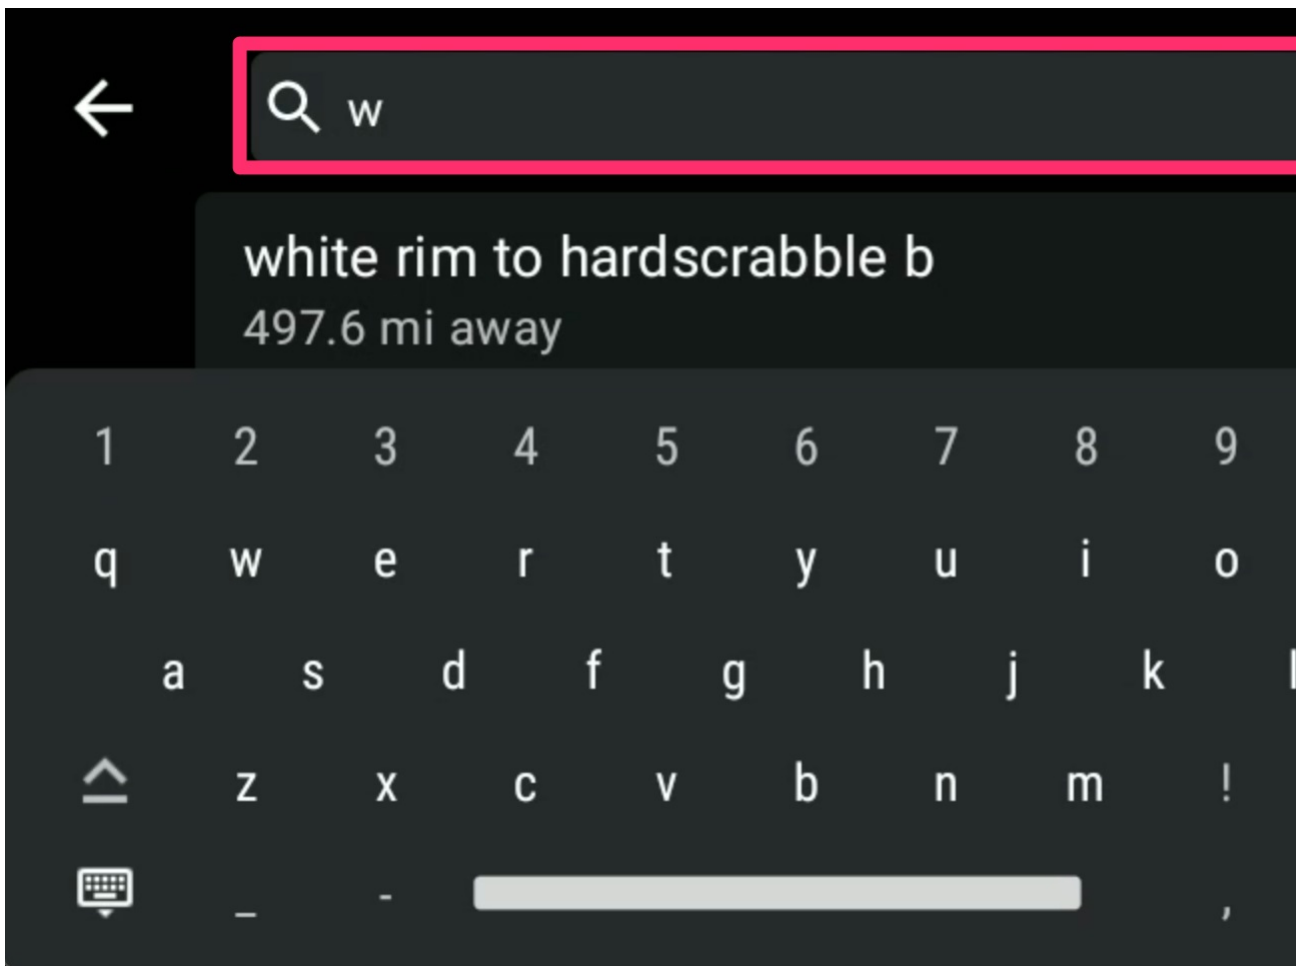 w
white rim to hardscrabble b
497.6 mi away
1 2 3 4 5 6 7 8 9
q w e r t y u i o
a s d f g h j k l
z x c v b n m !
_ - ,